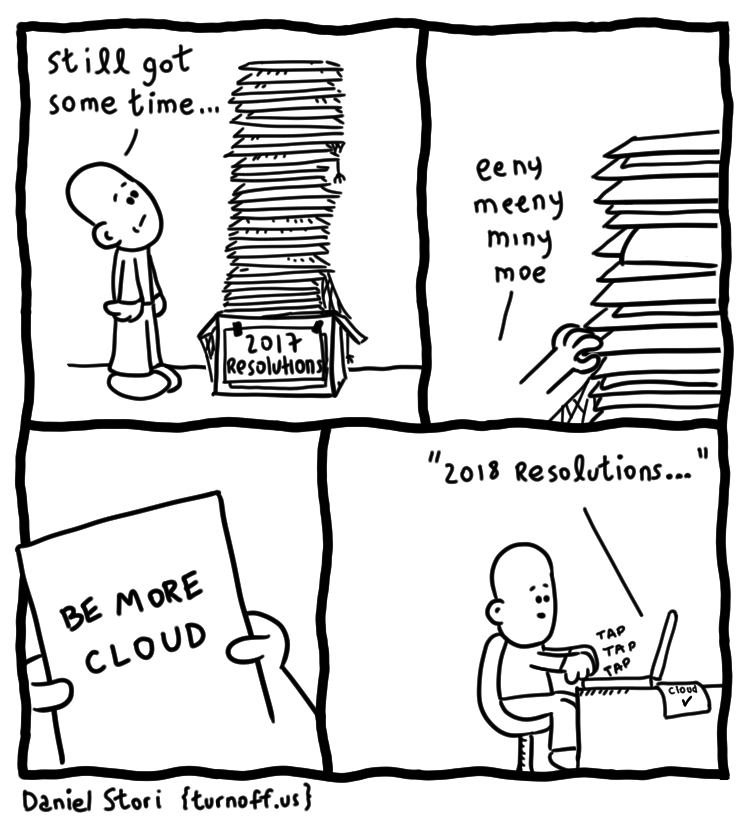 still got
some time...
2017
Resolutions
eeny
meeny
miny
moe
BE MORE
CLOUD
"2018 Resolutions..."
TAP
TAP
TAP
cloud
Daniel Stori {turnoff.us}